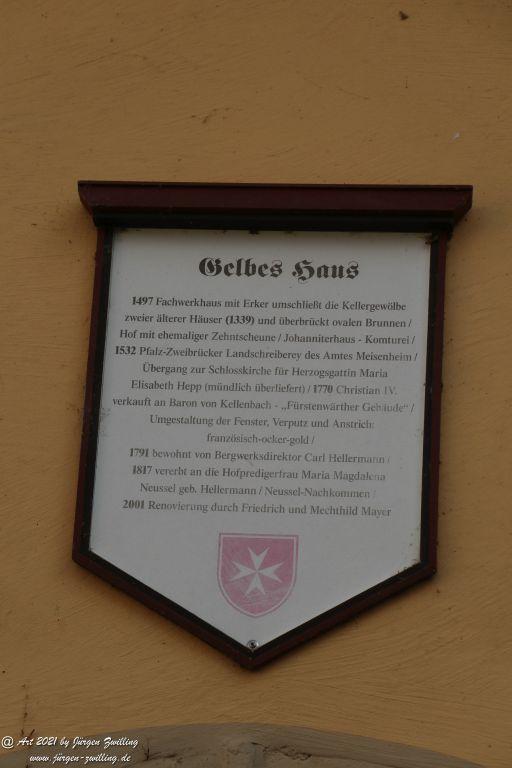 Gelbes Haus
1497 Fachwerkhaus mit Erker umschließt die Kellergewölbe
zweier älterer Häuser (1339) und überbrückt ovalen Brunnen /
Hof mit ehemaliger Zehntscheune / Johanniterhaus - Komturei /
1532 Pfalz-Zweibrücker Landschreiberey des Amtes Meisenheim /
Übergang zur Schlosskirche für Herzogsgattin Maria
Elisabeth Hepp (mündlich überliefert) / 1770 Christian IV.
verkauft an Baron von Kellenbach - „Fürstenwärther Gebäude“ /
Umgestaltung der Fenster, Verputz und Anstrich:
französisch-ocker-gold /
1791 bewohnt von Bergwerksdirektor Carl Hellermann /
1817 vererbt an die Hofpredigerfrau Maria Magdalena
Neussel geb. Hellermann / Neussel-Nachkommen /
2001 Renovierung durch Friedrich und Mechthild Mayer
@ Art 2021 by Jürgen Zwilling
www.jürgen-zwilling.de